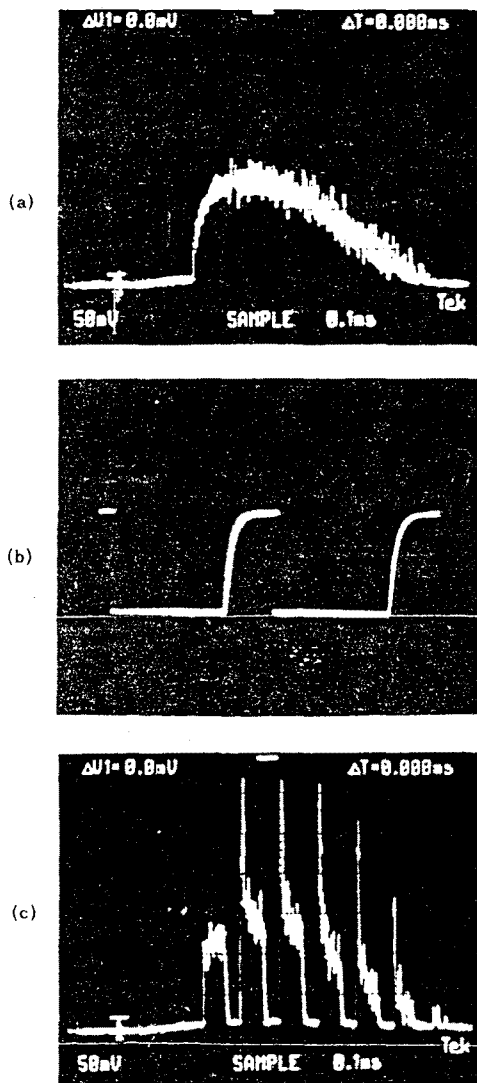 ΔV1= 0.0mV ΔT=0.000ms
(a)
Tek
50mV SAMPLE 0.1ms
(b)
ΔV1= 0.0mV ΔT=0.000ms
(c)
Tek
50mV SAMPLE 0.1ms